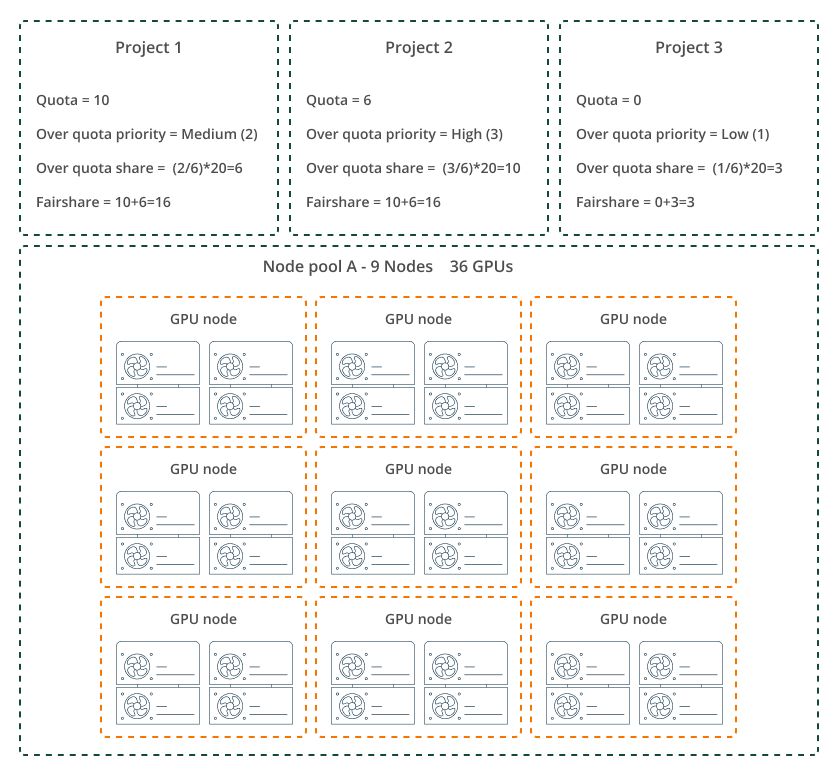 Project 1
Quota = 10
Over quota priority = Medium (2)
Over quota share =  (2/6)*20=6
Fairshare = 10+6=16
Project 2
Quota = 6
Over quota priority = High (3)
Over quota share =  (3/6)*20=10
Fairshare = 10+6=16
Project 3
Quota = 0
Over quota priority = Low (1)
Over quota share =  (1/6)*20=3
Fairshare = 0+3=3
Node pool A - 9 Nodes    36 GPUs
GPU node
GPU node
GPU node
GPU node
GPU node
GPU node
GPU node
GPU node
GPU node